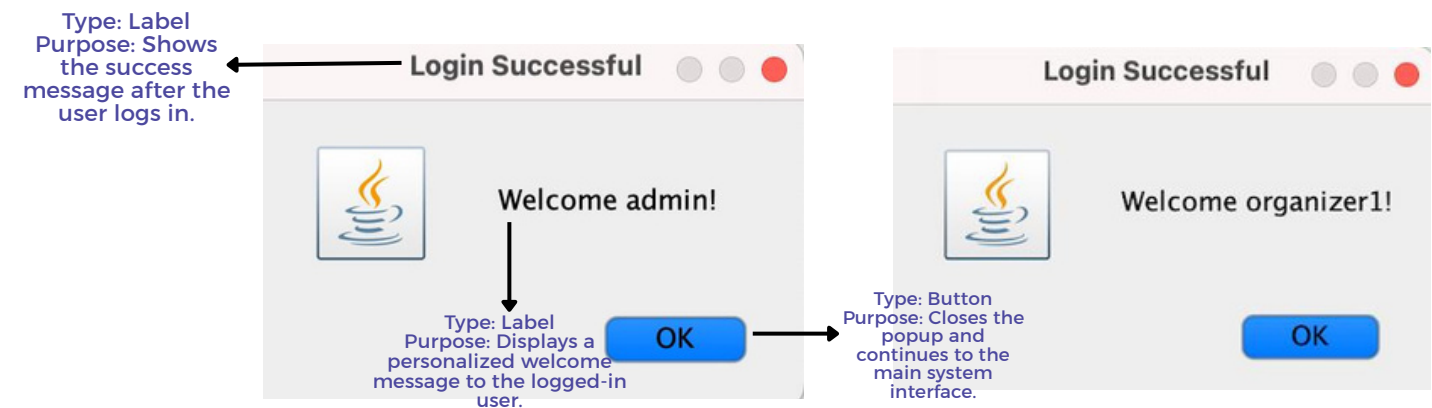 Type: Label
Purpose: Shows
the success
message after the
user logs in.
Login Successful
Welcome admin!
Type: Label
Purpose: Displays a
personalized welcome
message to the logged-in
user.
OK
Type: Button
Purpose: Closes the
popup and
continues to the
main system
interface.
Login Successful
Welcome organizer1!
OK